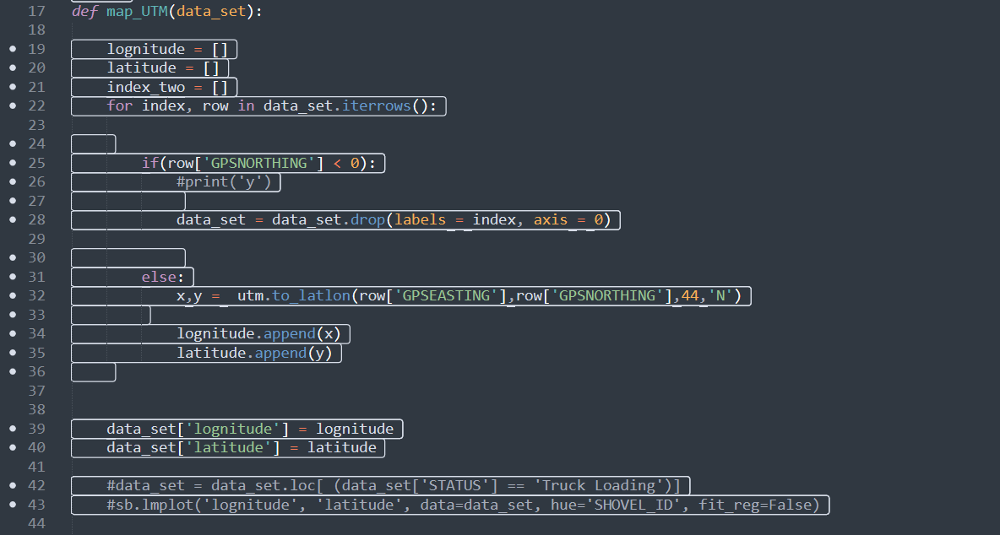 17 def map_UTM(data_set):
18
19 lognitude = []
20 latitude = []
21 index_two = []
22 for index, row in data_set.iterrows():
23
24
25 if(row['GPSNORTHING'] < 0):
26 #print('y')
27
28 data_set = data_set.drop(labels = index, axis = 0)
29
30
31 else:
32 x,y =  utm.to_latlon(row['GPSEASTING'],row['GPSNORTHING'],44,'N')
33
34 lognitude.append(x)
35 latitude.append(y)
36
37
38
39 data_set['lognitude'] = lognitude
40 data_set['latitude'] = latitude
41
42 #data_set = data_set.loc[ (data_set['STATUS'] == 'Truck Loading')]
43 #sb.lmplot('lognitude', 'latitude', data=data_set, hue='SHOVEL_ID', fit_reg=False)
44